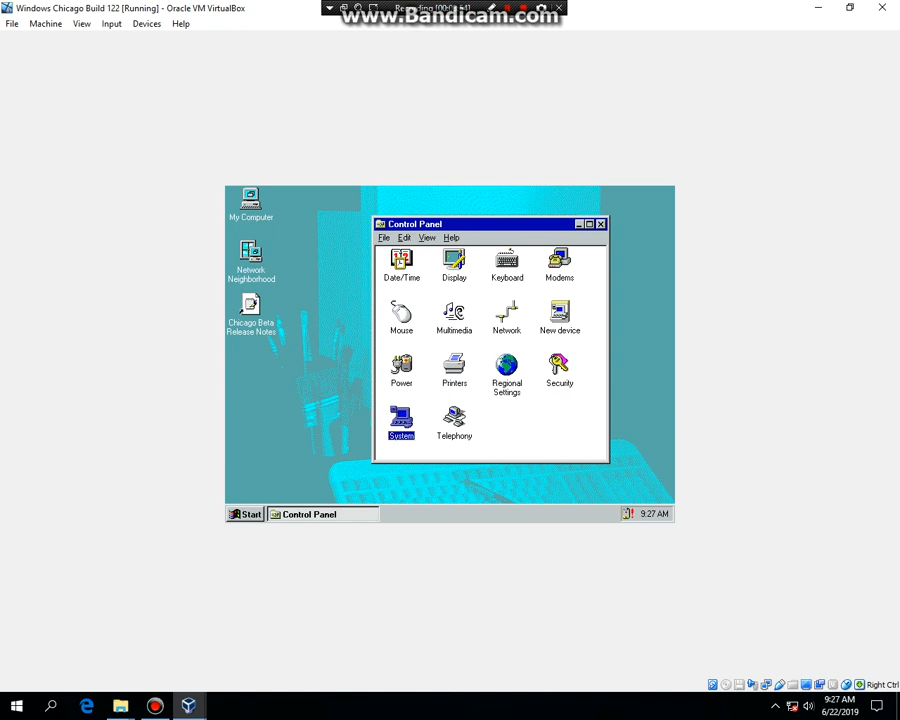 Windows Chicago Build 122 [Running] - Oracle VM VirtualBox
www.Bandicam.com
File Machine View Input Devices Help
My Computer
Network
Neighborhood
Chicago Beta
Release Notes
Control Panel
File Edit View Help
Date/Time Display Keyboard Modems
Mouse Multimedia Network New device
Power Printers Regional
Settings Security
System Telephony
Start Control Panel 9:27 AM
Right Ctrl
9:27 AM
6/22/2019